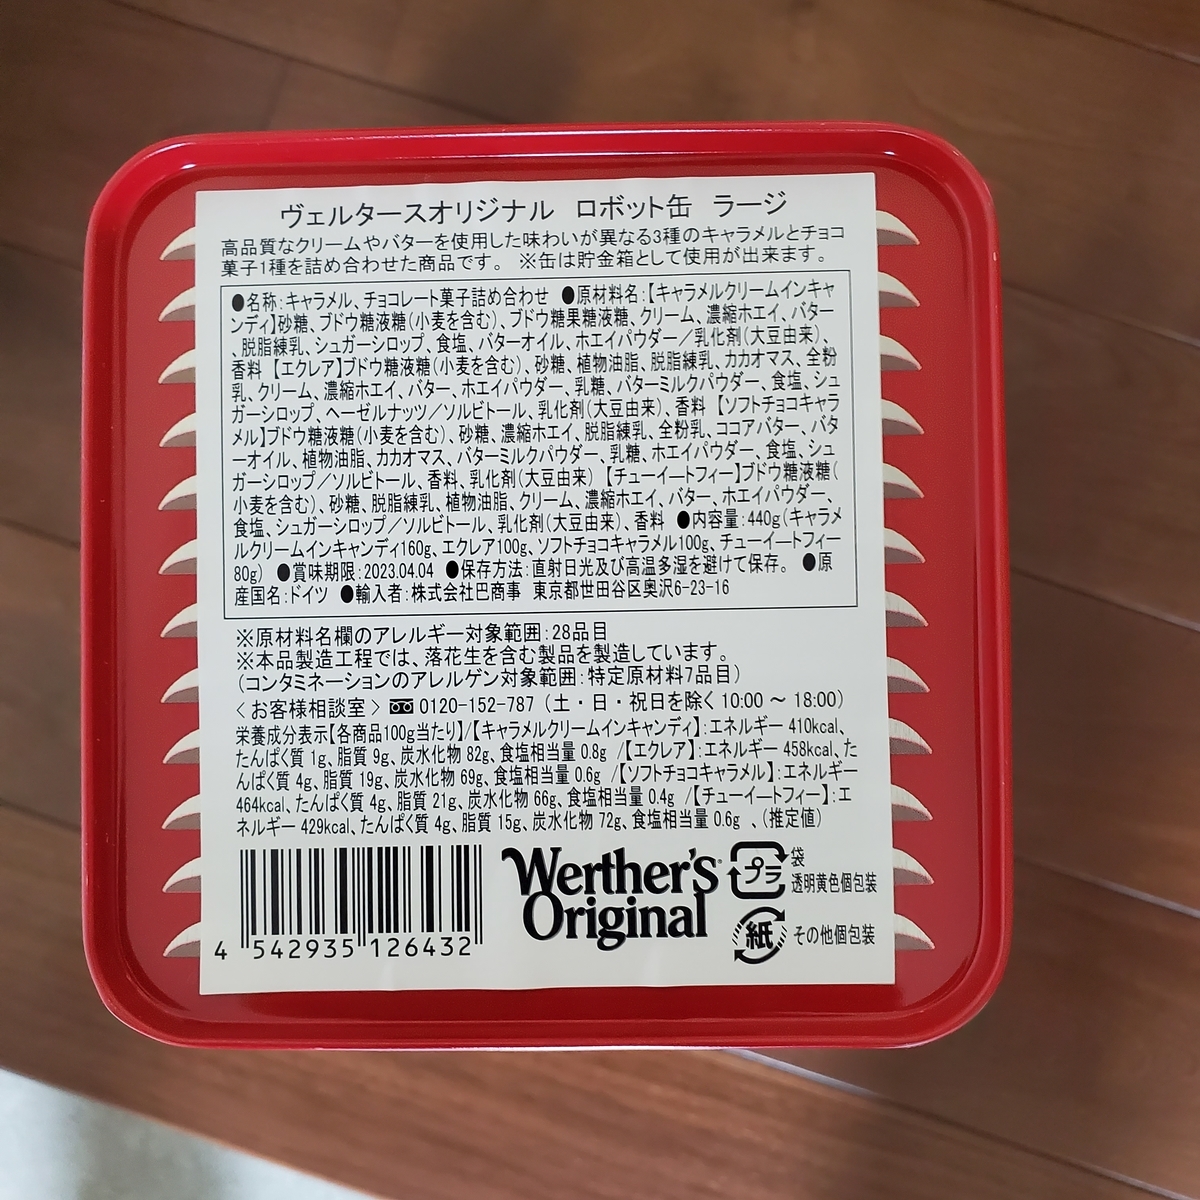 ヴェルタースオリジナル ロボット缶 ラージ
高品質なクリームやバターを使用した味わいが異なる3種のキャラメルとチョコ
菓子1種を詰め合わせた商品です。 ※缶は貯金箱として使用が出来ます。
●名称:キャラメル、チョコレート菓子詰め合わせ ●原材料名:【キャラメルクリームインキャ
ンディ】砂糖、ブドウ糖液糖(小麦を含む)、ブドウ糖果糖液糖、クリーム、濃縮ホエイ、バター
、脱脂練乳、シュガーシロップ、食塩、バターオイル、ホエイパウダー/乳化剤(大豆由来)、
香料 【エクレア】ブドウ糖液糖(小麦を含む)、砂糖、植物油脂、脱脂練乳、カカオマス、全粉
乳、クリーム、濃縮ホエイ、バター、ホエイパウダー、乳糖、バターミルクパウダー、食塩、シュ
ガーシロップ、ヘーゼルナッツ/ソルビトール、乳化剤(大豆由来)、香料 【ソフトチョコキャラ
メル】ブドウ糖液糖(小麦を含む)、砂糖、濃縮ホエイ、脱脂練乳、全粉乳、ココアバター、バタ
ーオイル、植物油脂、カカオマス、バターミルクパウダー、乳糖、ホエイパウダー、食塩、シュ
ガーシロップ/ソルビトール、香料、乳化剤(大豆由来) 【チューイートフィー】ブドウ糖液糖(
小麦を含む)、砂糖、脱脂練乳、植物油脂、クリーム、濃縮ホエイ、バター、ホエイパウダー、
食塩、シュガーシロップ/ソルビトール、乳化剤(大豆由来)、香料 ●内容量:440g(キャラメ
ルクリームインキャンディ160g、エクレア100g、ソフトチョコキャラメル100g、チューイートフィー
80g) ●賞味期限:2023.04.04 ●保存方法:直射日光及び高温多湿を避けて保存。 ●原
産国名:ドイツ ●輸入者:株式会社巴商事 東京都世田谷区奥沢6-23-16
※原材料名欄のアレルギー対象範囲:28品目
※本品製造工程では、落花生を含む製品を製造しています。
(コンタミネーションのアレルゲン対象範囲:特定原材料7品目)
<お客様相談室> 0120-152-787 (土・日・祝日を除く 10:00 ~ 18:00)
栄養成分表示【各商品100g当たり】/【キャラメルクリームインキャンディ】:エネルギー 410kcal、
たんぱく質 1g、脂質 9g、炭水化物 82g、食塩相当量 0.8g /【エクレア】:エネルギー 458kcal、た
んぱく質 4g、脂質 19g、炭水化物 69g、食塩相当量 0.6g /【ソフトチョコキャラメル】:エネルギー
464kcal、たんぱく質 4g、脂質 21g、炭水化物 66g、食塩相当量 0.4g /【チューイートフィー】:エ
ネルギー 429kcal、たんぱく質 4g、脂質 15g、炭水化物 72g、食塩相当量 0.6g 、(推定値)
4 542935 126432
Werther's
Original
プラ
袋
透明黄色個包装
紙
その他個包装